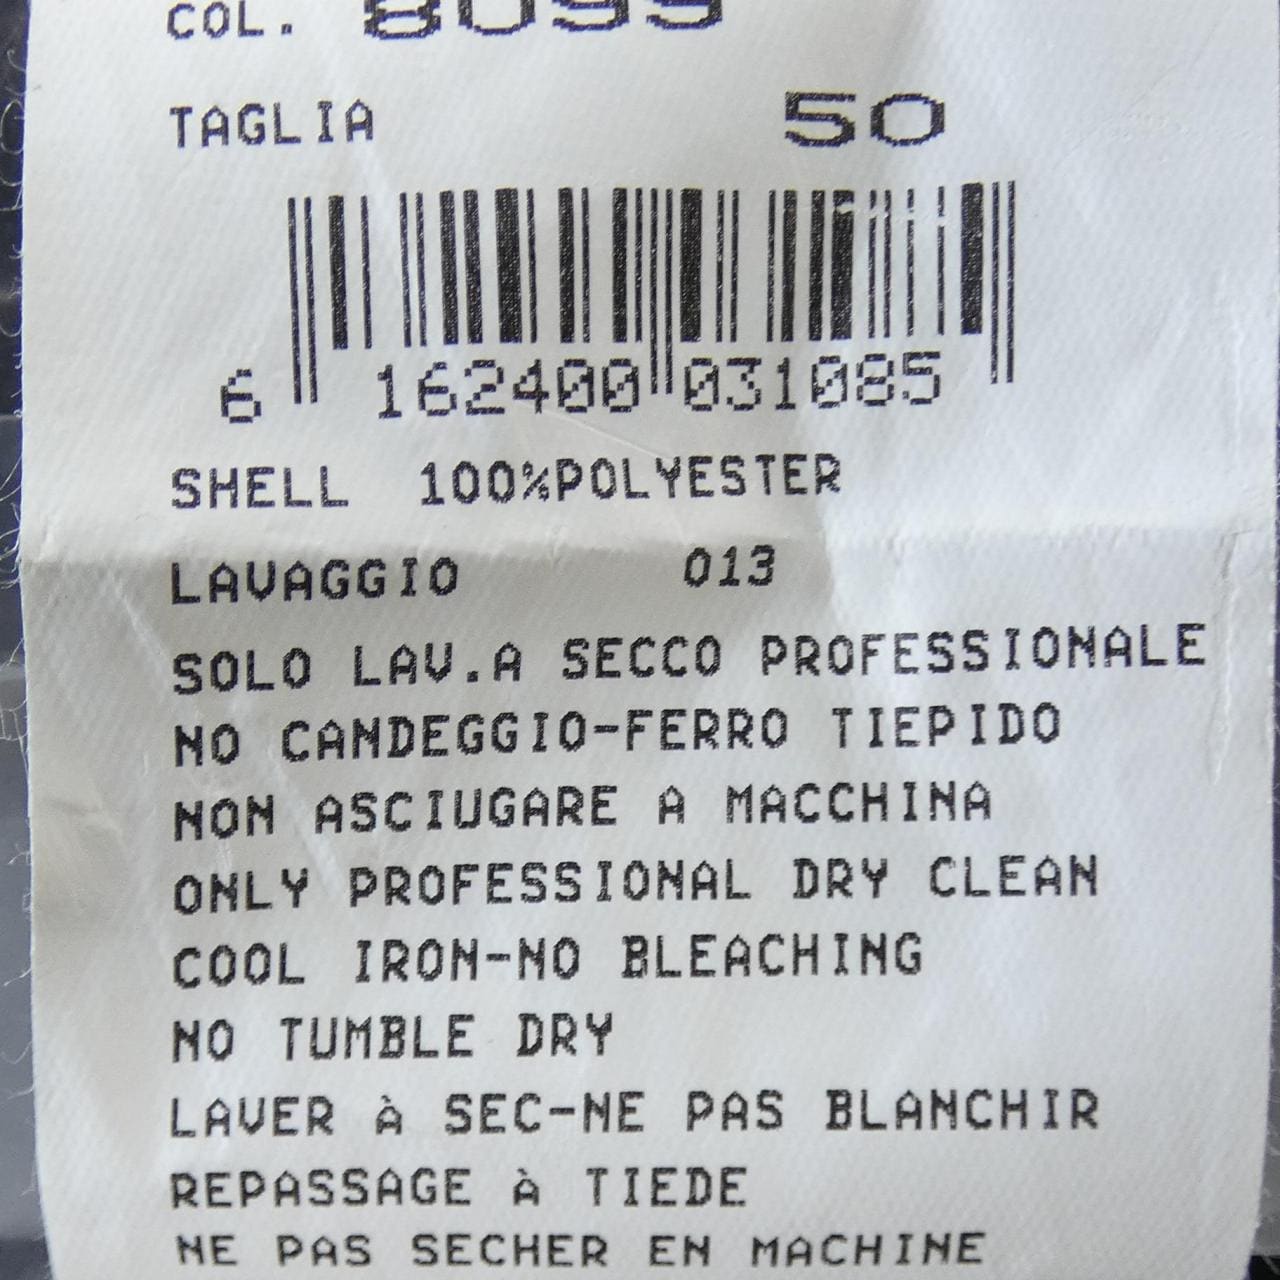 COL. 8099
TAGLIA 50
6 162400 031085
SHELL 100%POLYESTER
LAVAGGIO 013
SOLO LAV.A SECCO PROFESSIONALE
NO CANDEGGIO-FERRO TIEPIDO
NON ASCIUGARE A MACCHINA
ONLY PROFESSIONAL DRY CLEAN
COOL IRON-NO BLEACHING
NO TUMBLE DRY
LAVER À SEC-NE PAS BLANCHIR
REPASSAGE À TIEDE
NE PAS SECHER EN MACHINE